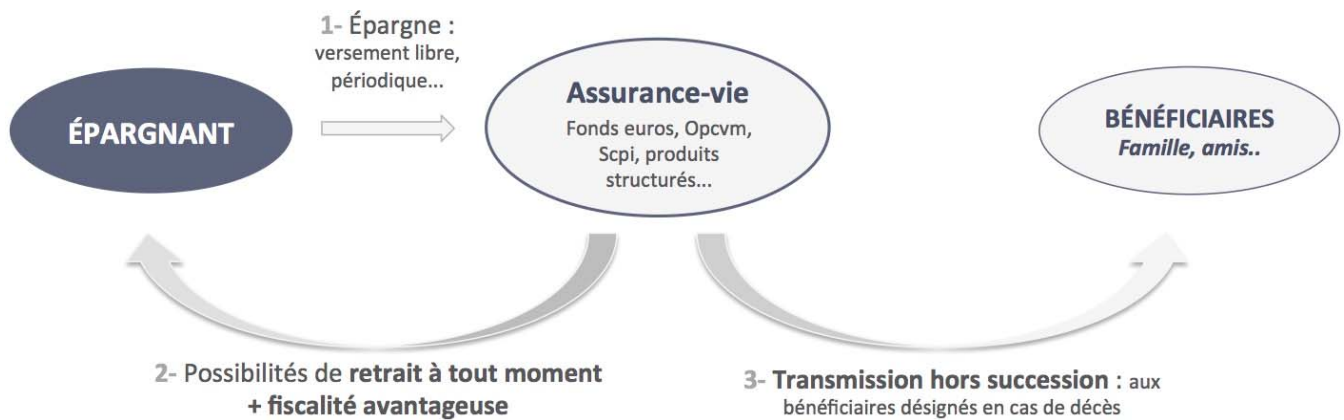 1- Épargne :
versement libre,
périodique...
ÉPARGNANT
Assurance-vie
Fonds euros, Opcvm,
Scpi, produits
structurés...
BÉNÉFICIAIRES
Famille, amis..
2- Possibilités de retrait à tout moment
+ fiscalité avantageuse
3- Transmission hors succession : aux
bénéficiaires désignés en cas de décès